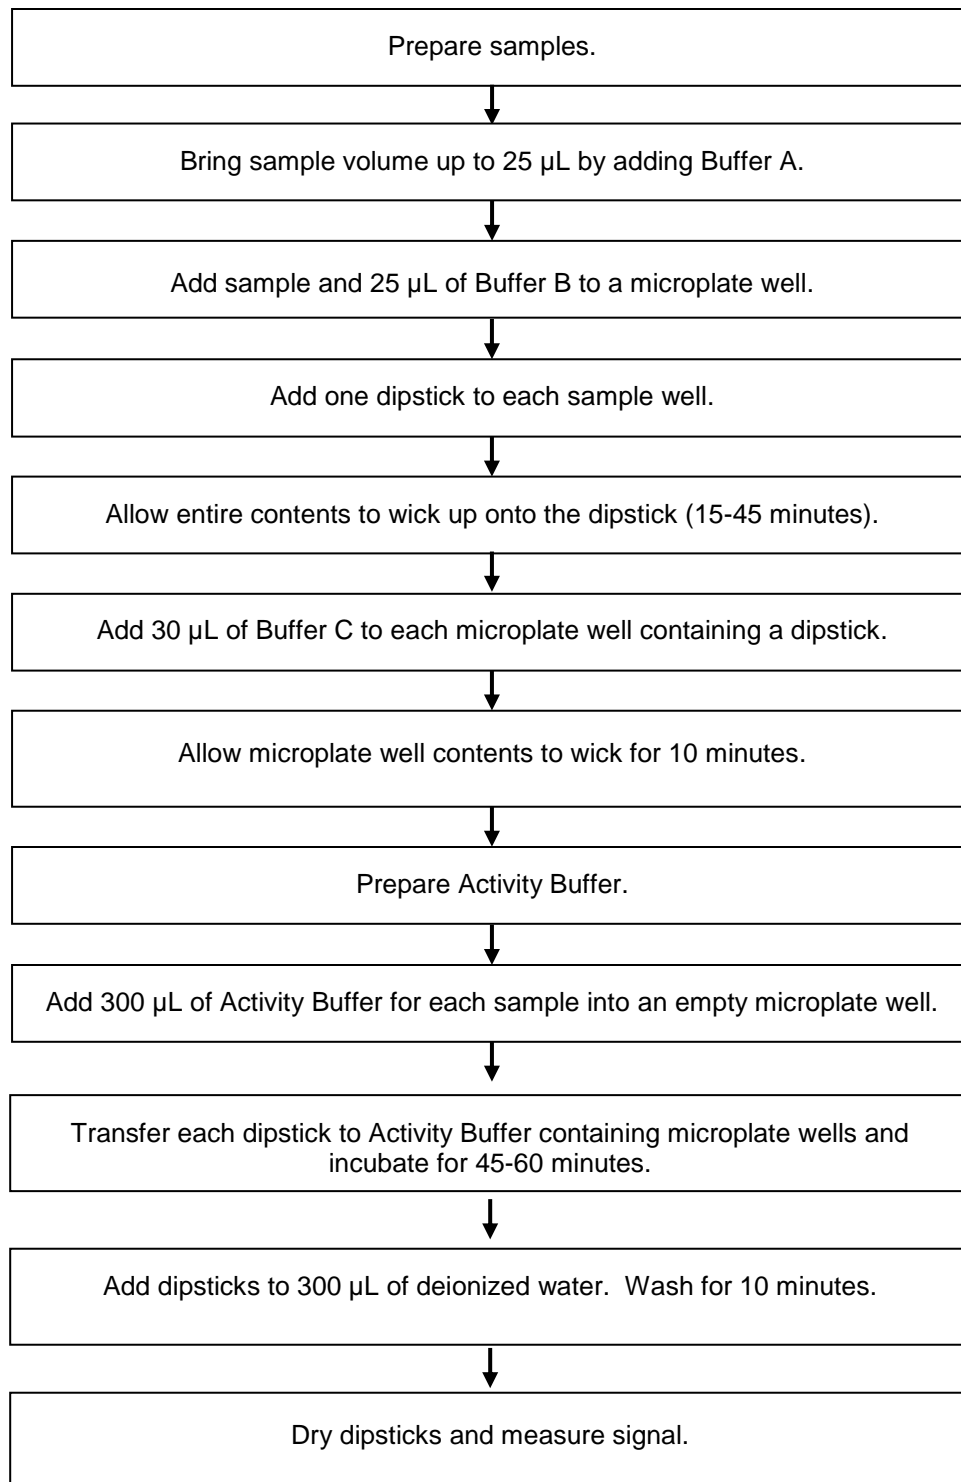 Prepare samples.
Bring sample volume up to 25 µL by adding Buffer A.
Add sample and 25 µL of Buffer B to a microplate well.
Add one dipstick to each sample well.
Allow entire contents to wick up onto the dipstick (15-45 minutes).
Add 30 µL of Buffer C to each microplate well containing a dipstick.
Allow microplate well contents to wick for 10 minutes.
Prepare Activity Buffer.
Add 300 µL of Activity Buffer for each sample into an empty microplate well.
Transfer each dipstick to Activity Buffer containing microplate wells and
incubate for 45-60 minutes.
Add dipsticks to 300 µL of deionized water.  Wash for 10 minutes.
Dry dipsticks and measure signal.